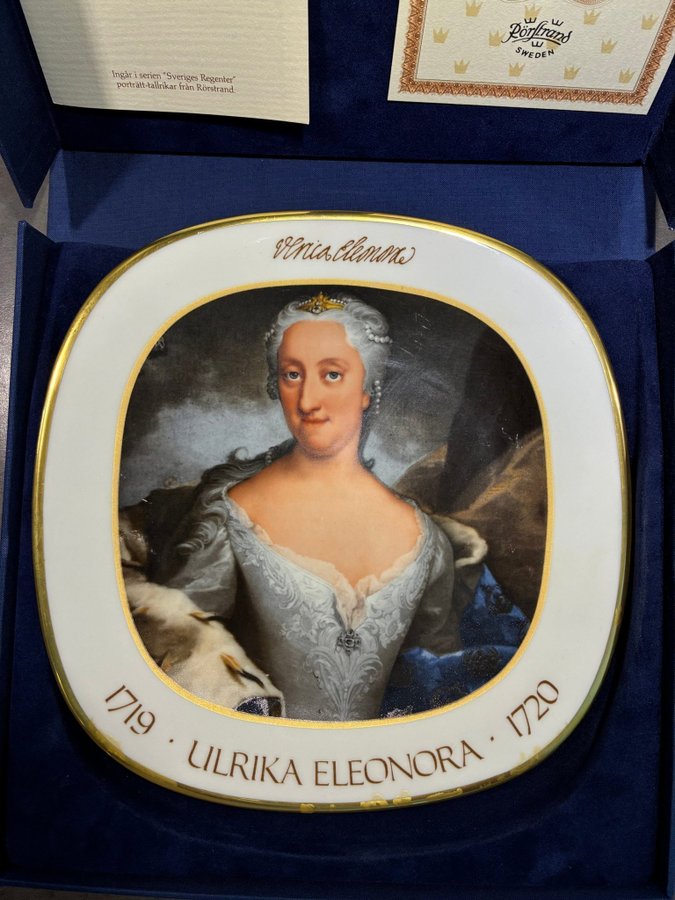 Ingår i serien "Sveriges Regenter"
porträtt-tallrikar från Rörstrand.
Rörstrand
SWEDEN
Ulrica Eleonora
1719 · ULRIKA ELEONORA · 1720